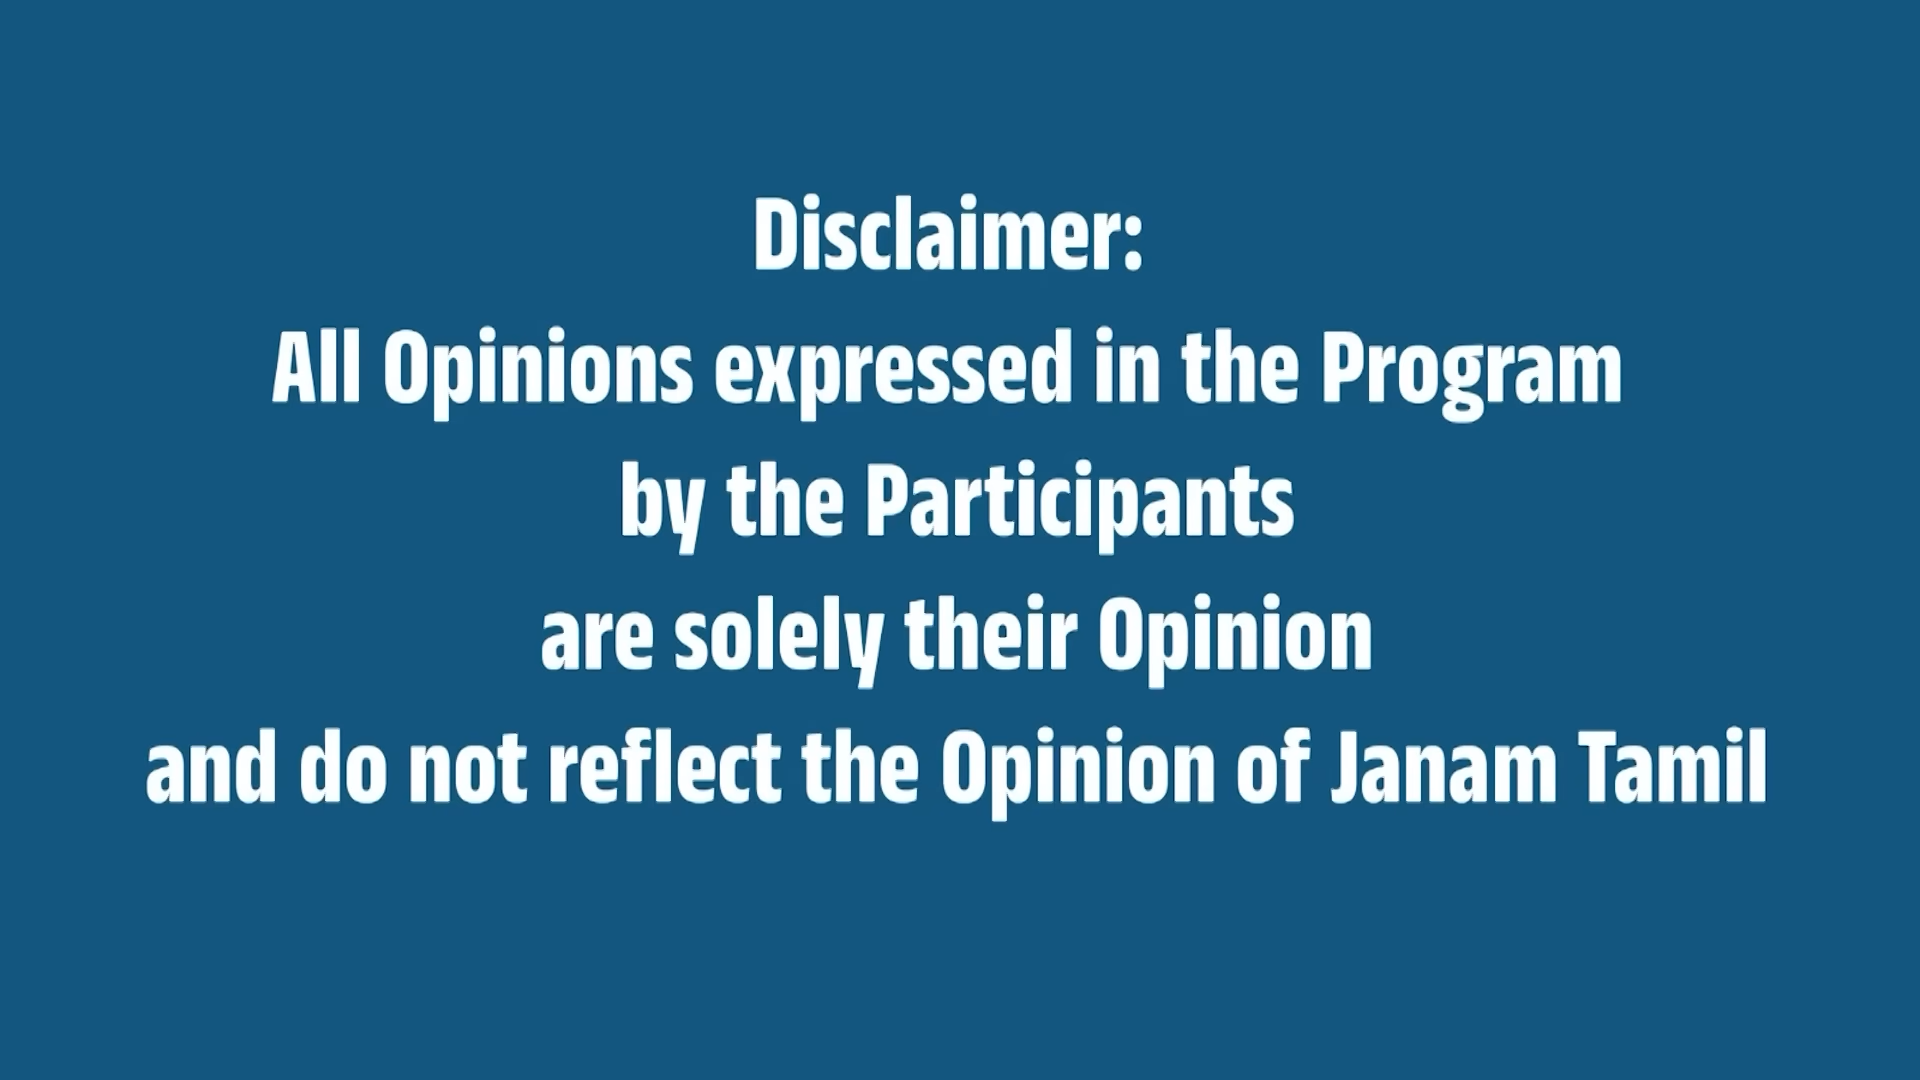 Disclaimer:
All Opinions expressed in the Program
by the Participants
are solely their Opinion
and do not reflect the Opinion of Janam Tamil